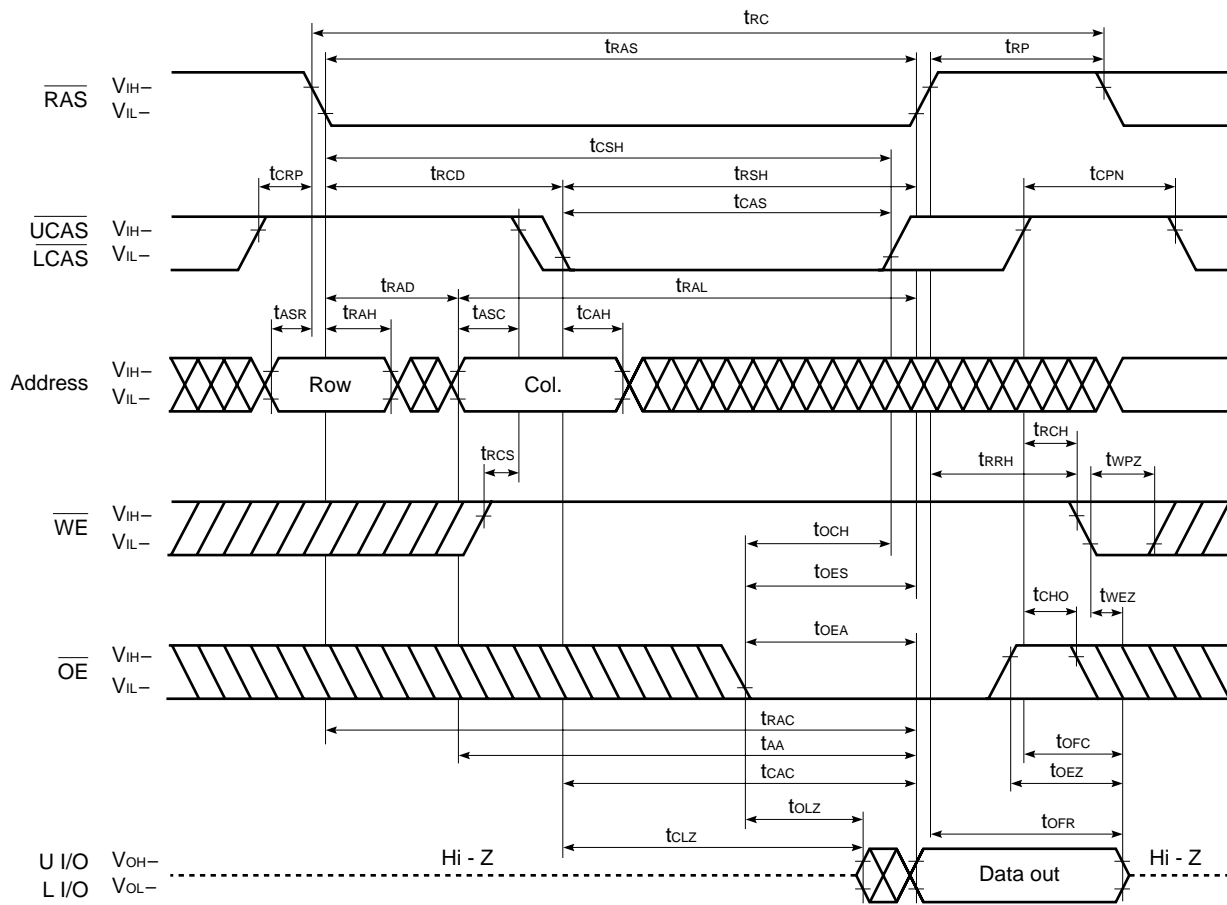 tRC
tRAS tRP
RAS VIH–
VIL–
tCSH
tCRP tRCD tRSH tCPN
tCAS
UCAS VIH–
LCAS VIL–
tRAD tRAL
tASR tRAH tASC tCAH
Address VIH–
VIL–
Row Col.
tRCH
tRCS tRRH tWPZ
WE VIH–
VIL–
tOCH
tOES
tCHO tWEZ
tOEA
OE VIH–
VIL–
tRAC
tAA tOFC
tCAC tOEZ
tOLZ
tCLZ tOFR
U I/O VOH–
L I/O VOL–
Hi - Z Data out Hi - Z